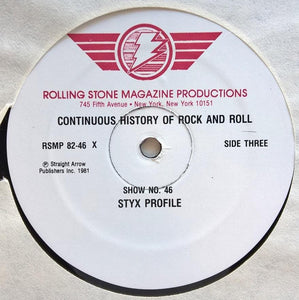 ROLLING STONE MAGAZINE PRODUCTIONS
745 Fifth Avenue • New York, New York 10151
CONTINUOUS HISTORY OF ROCK AND ROLL
RSMP 82-46 X
SIDE THREE
℗ Straight Arrow
Publishers Inc. 1981
SHOW NO. 46
STYX PROFILE